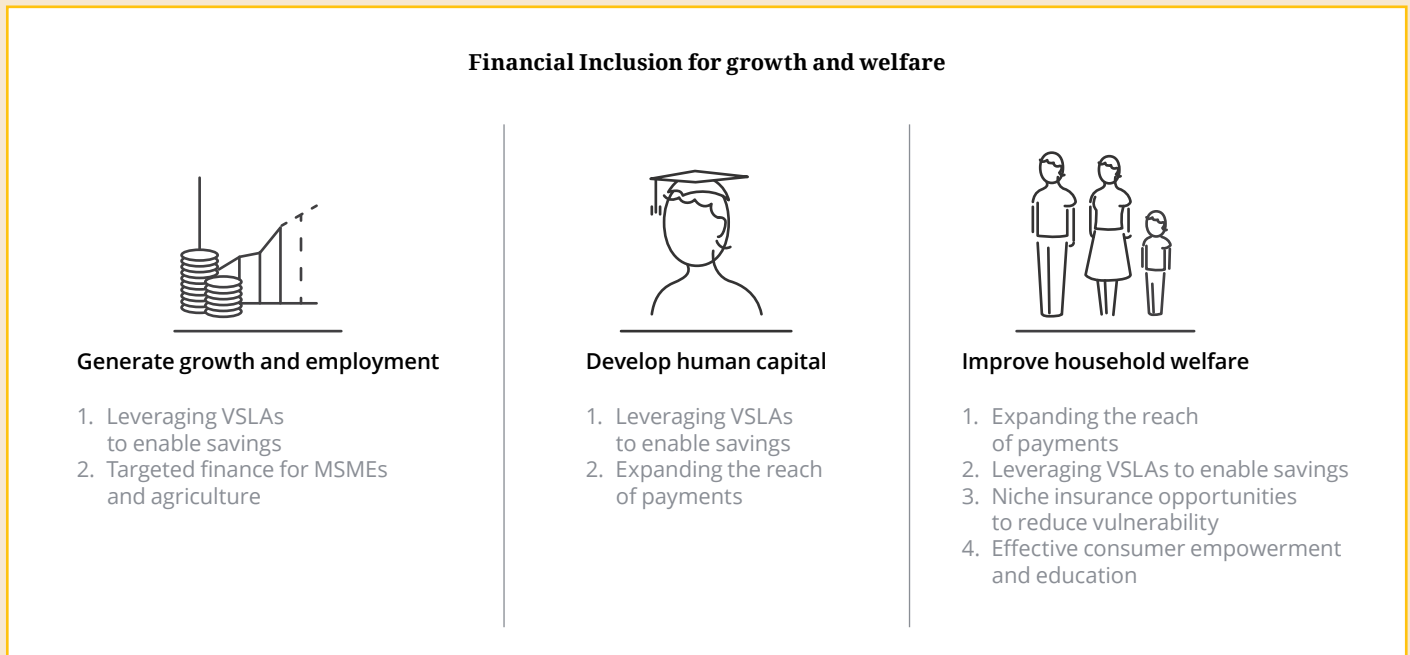 Financial Inclusion for growth and welfare
Generate growth and employment
1. Leveraging VSLAs
to enable savings
2. Targeted finance for MSMEs
and agriculture
Develop human capital
1. Leveraging VSLAs
to enable savings
2. Expanding the reach
of payments
Improve household welfare
1. Expanding the reach
of payments
2. Leveraging VSLAs to enable savings
3. Niche insurance opportunities
to reduce vulnerability
4. Effective consumer empowerment
and education